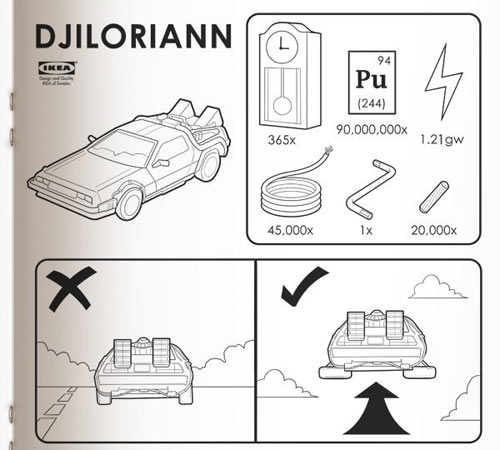 DJILORIANN
IKEA
Design and Quality
IKEA of Sweden
365x
94
Pu
(244)
90,000,000x
1.21gw
45,000x
1x
20,000x